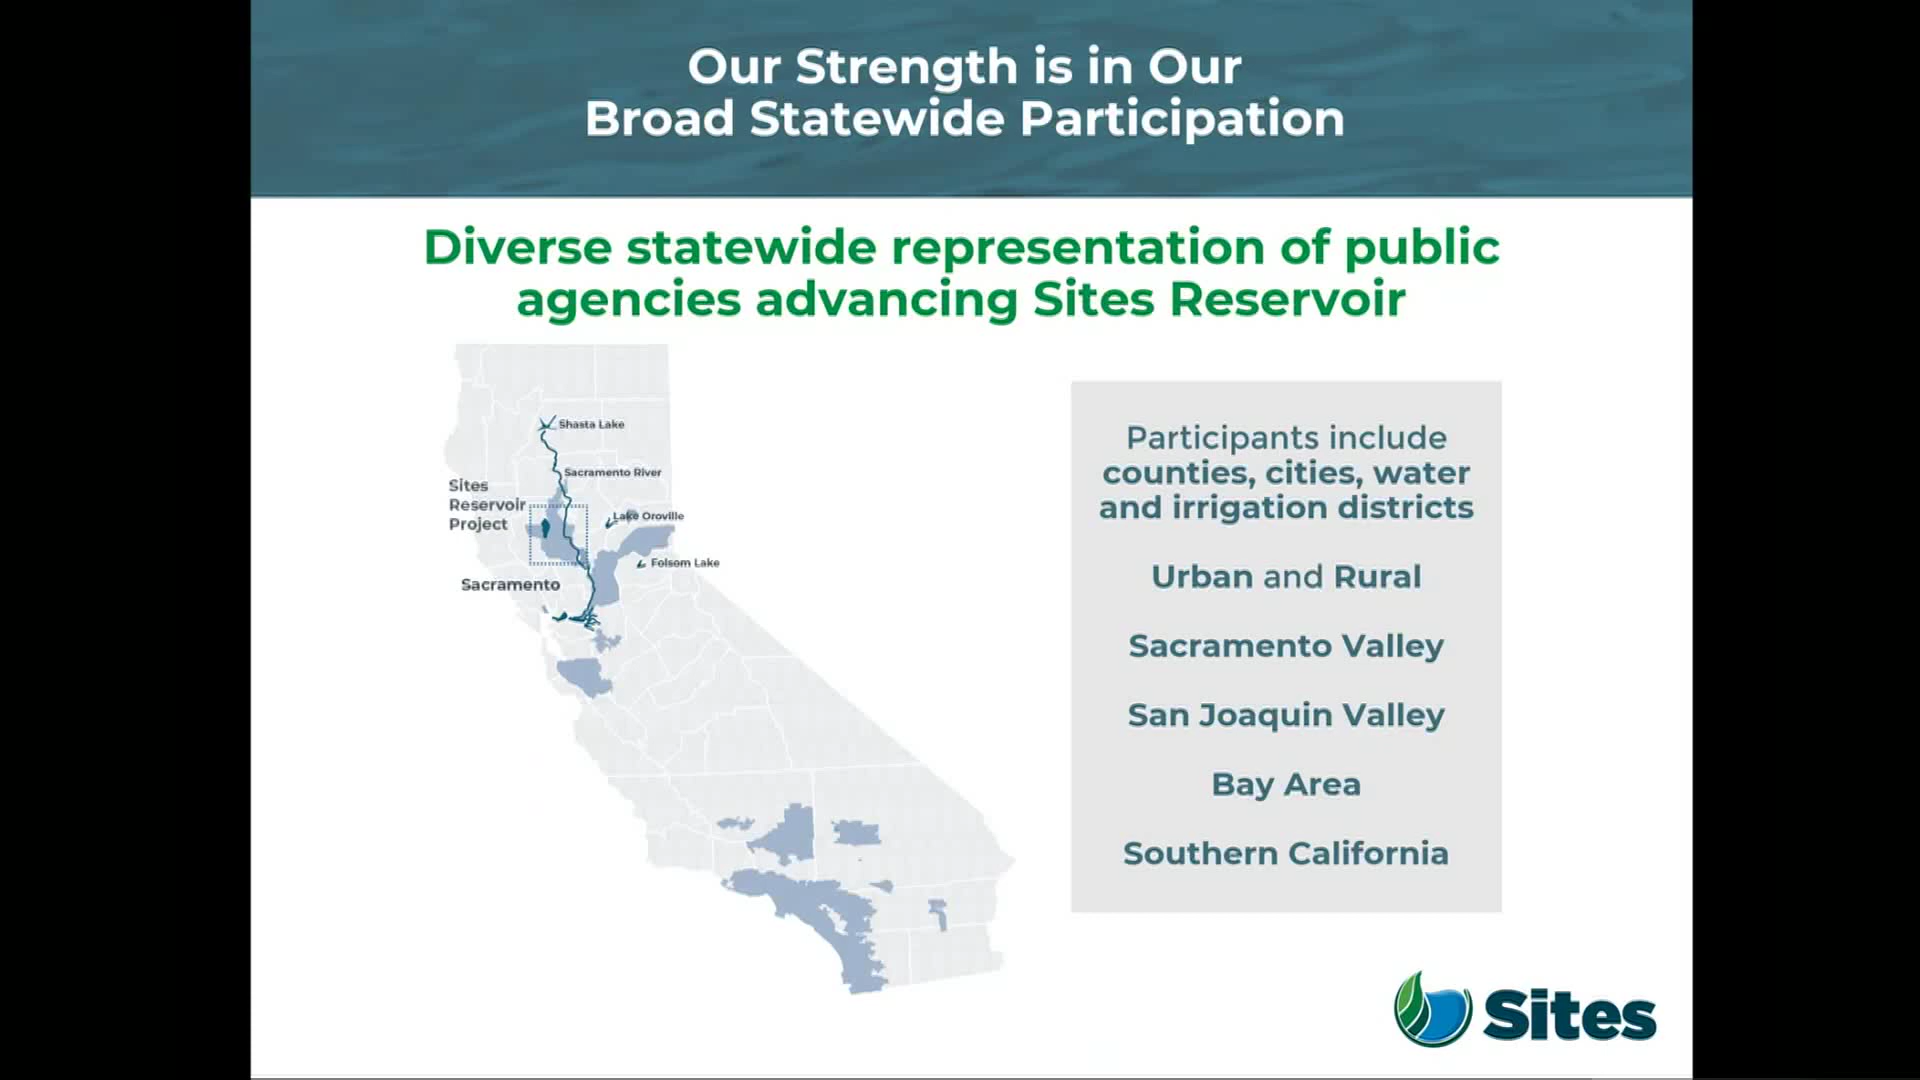 Our Strength is in Our
Broad Statewide Participation
Diverse statewide representation of public
agencies advancing Sites Reservoir
Shasta Lake
Sacramento River
Sites
Reservoir
Project
Lake Oroville
Folsom Lake
Sacramento
Participants include
counties, cities, water
and irrigation districts
Urban and Rural
Sacramento Valley
San Joaquin Valley
Bay Area
Southern California
Sites